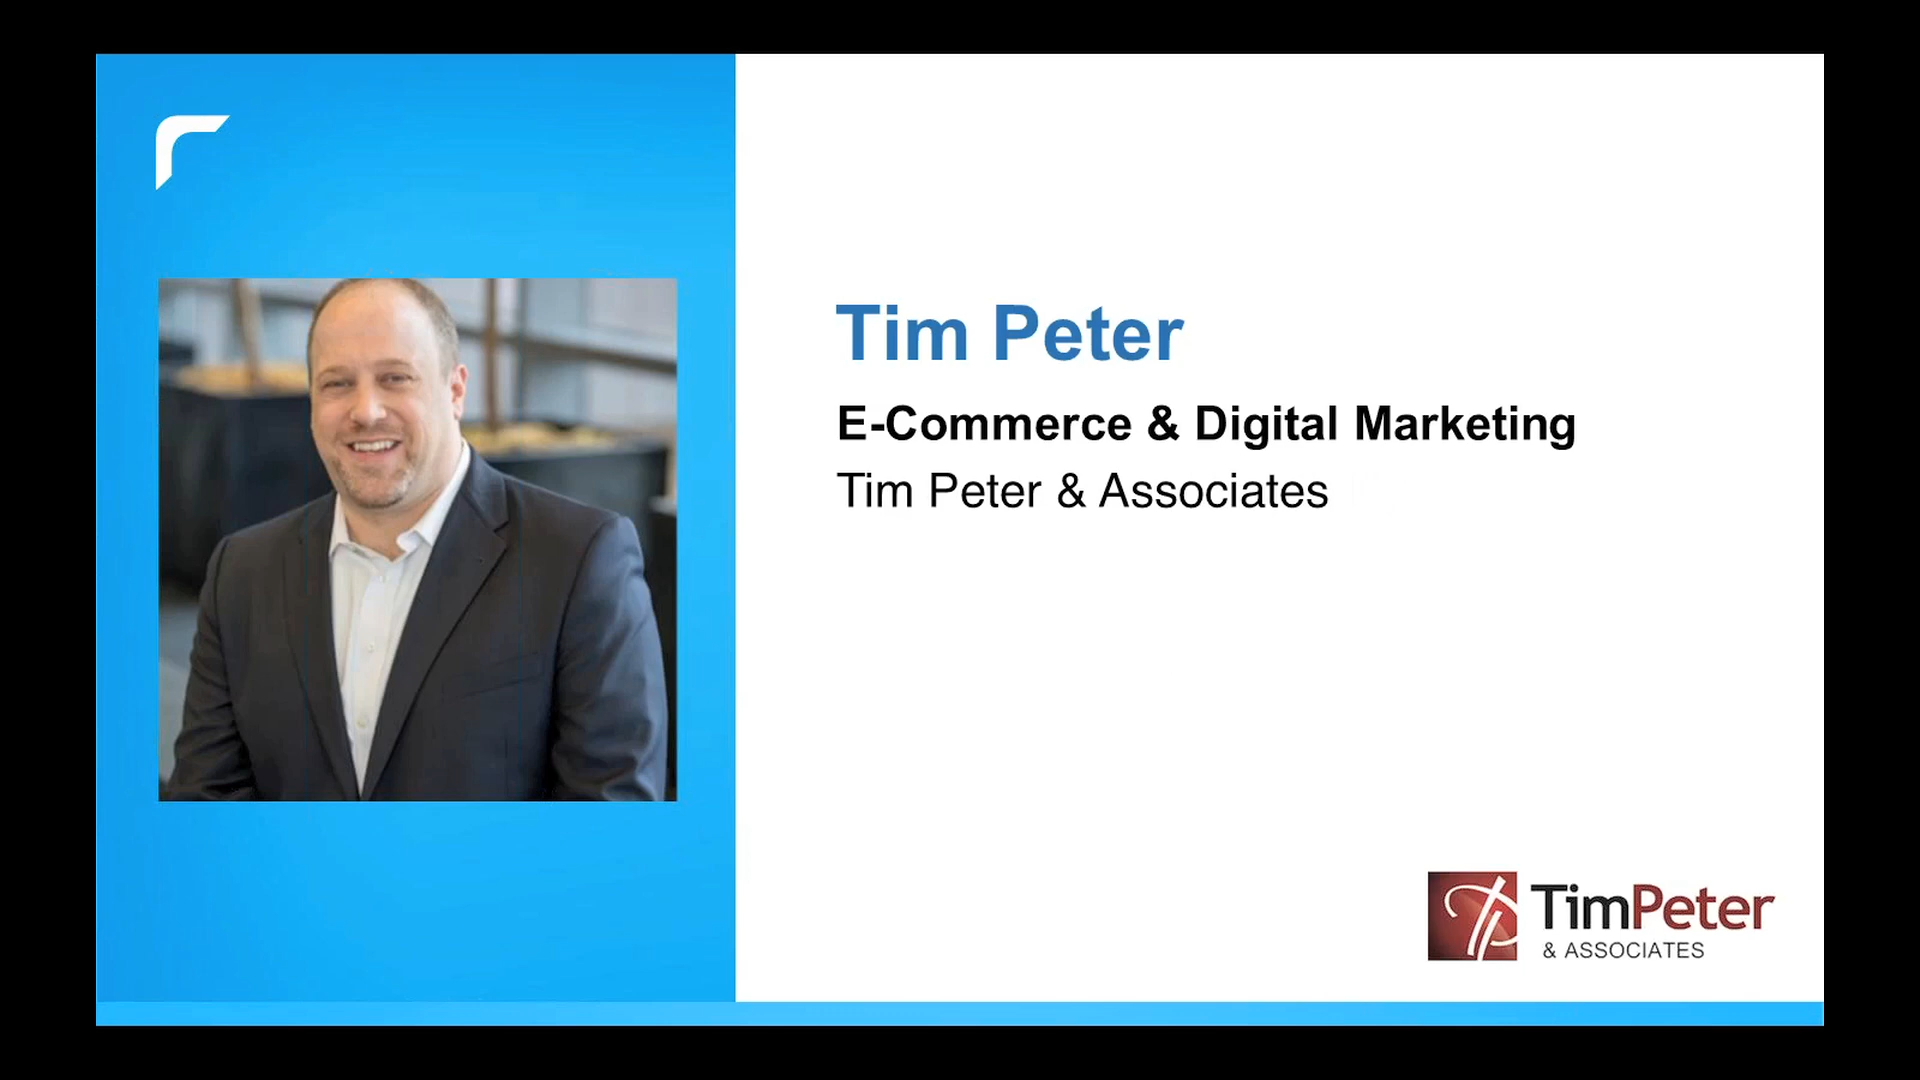 Tim Peter
E-Commerce & Digital Marketing
Tim Peter & Associates
TimPeter
& ASSOCIATES